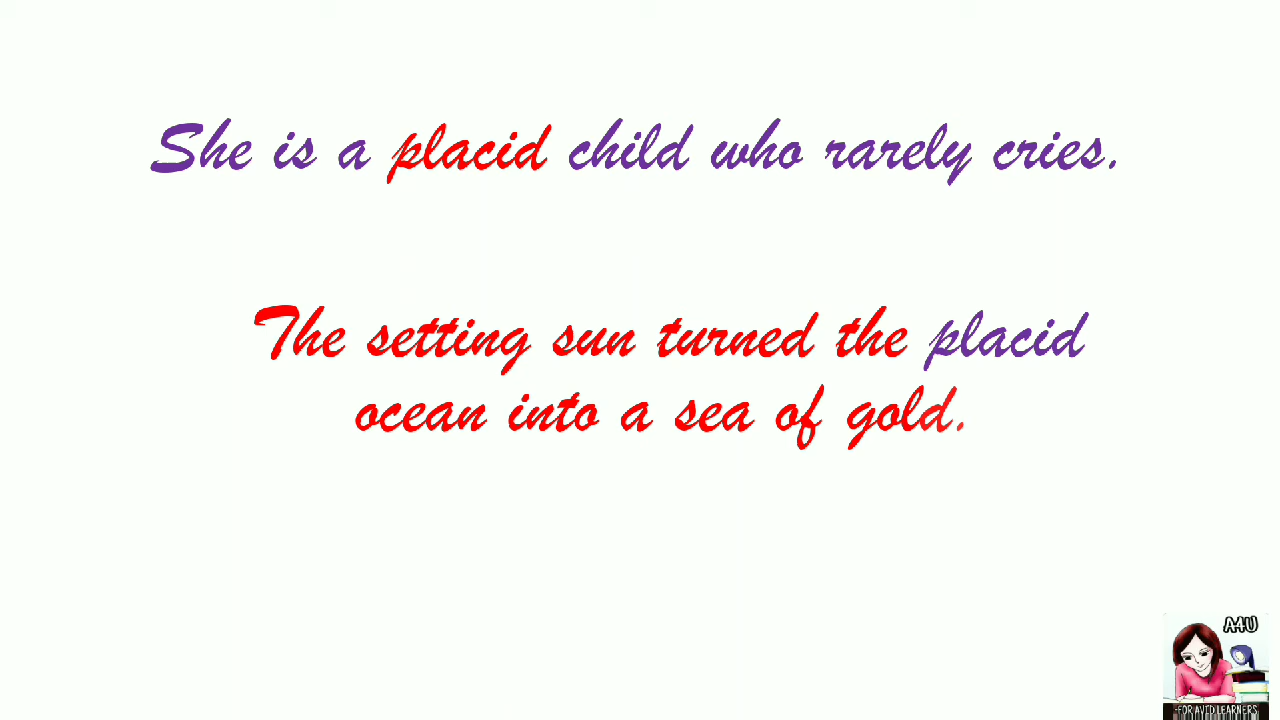 She is a placid child who rarely cries.
The setting sun turned the placid
ocean into a sea of gold.
A4U
-FOR AVID LEARNERS